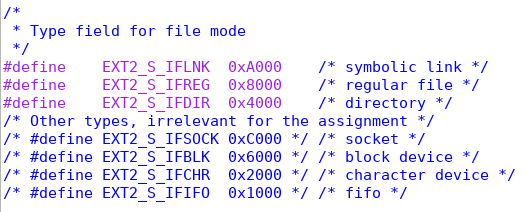 /*
 * Type field for file mode
 */
#define    EXT2_S_IFLNK  0xA000    /* symbolic link */
#define    EXT2_S_IFREG  0x8000    /* regular file */
#define    EXT2_S_IFDIR  0x4000    /* directory */
/* Other types, irrelevant for the assignment */
/* #define EXT2_S_IFSOCK 0xC000 */ /* socket */
/* #define EXT2_S_IFBLK  0x6000 */ /* block device */
/* #define EXT2_S_IFCHR  0x2000 */ /* character device */
/* #define EXT2_S_IFIFO  0x1000 */ /* fifo */